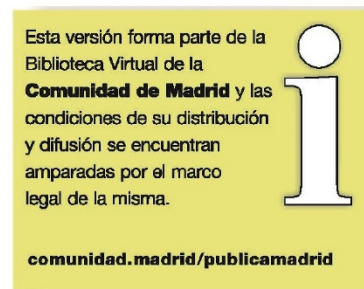 Esta versión forma parte de la
Biblioteca Virtual de la
Comunidad de Madrid y las
condiciones de su distribución
y difusión se encuentran
amparadas por el marco
legal de la misma.
i
comunidad.madrid/publicamadrid